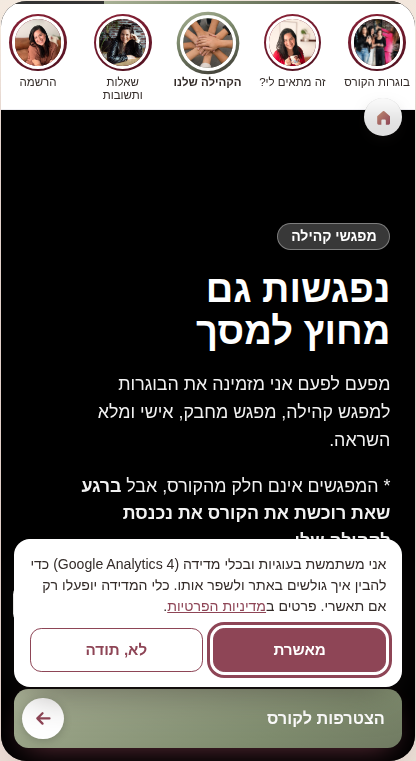 בוגרות הקורס
זה מתאים לי?
הקהילה שלנו
שאלות
ותשובות
הרשמה
מפגשי קהילה
נפגשות גם
מחוץ למסך
מפעם לפעם אני מזמינה את הבוגרות
למפגש קהילה, מפגש מחבק, אישי ומלא
השראה.
* המפגשים אינם חלק מהקורס, אבל ברגע
שאת רוכשת את הקורס את נכנסת
אני משתמשת בעוגיות ובכלי מדידה (Google Analytics 4) כדי
להבין איך גולשים באתר ולשפר אותו. כלי המדידה יופעלו רק
אם תאשרי. פרטים במדיניות הפרטיות.
מאשרת
לא, תודה
הצטרפות לקורס